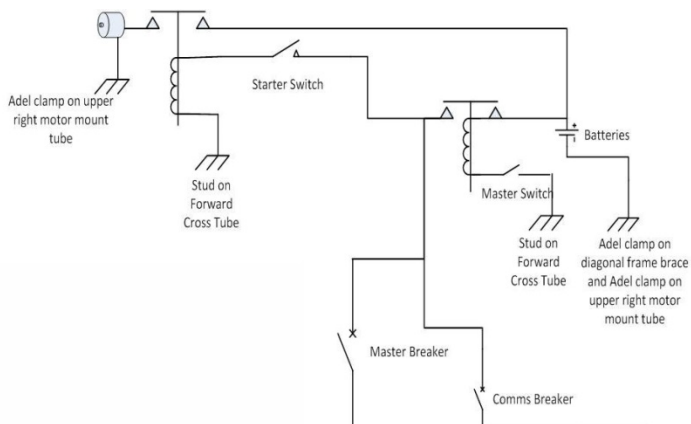 Adel clamp on upper
right motor mount
tube
Starter Switch
Stud on
Forward
Cross Tube
+
-
Batteries
Master Switch
Stud on
Forward
Cross Tube
Adel clamp on
diagonal frame brace
and Adel clamp on
upper right motor
mount tube
Master Breaker
Comms Breaker